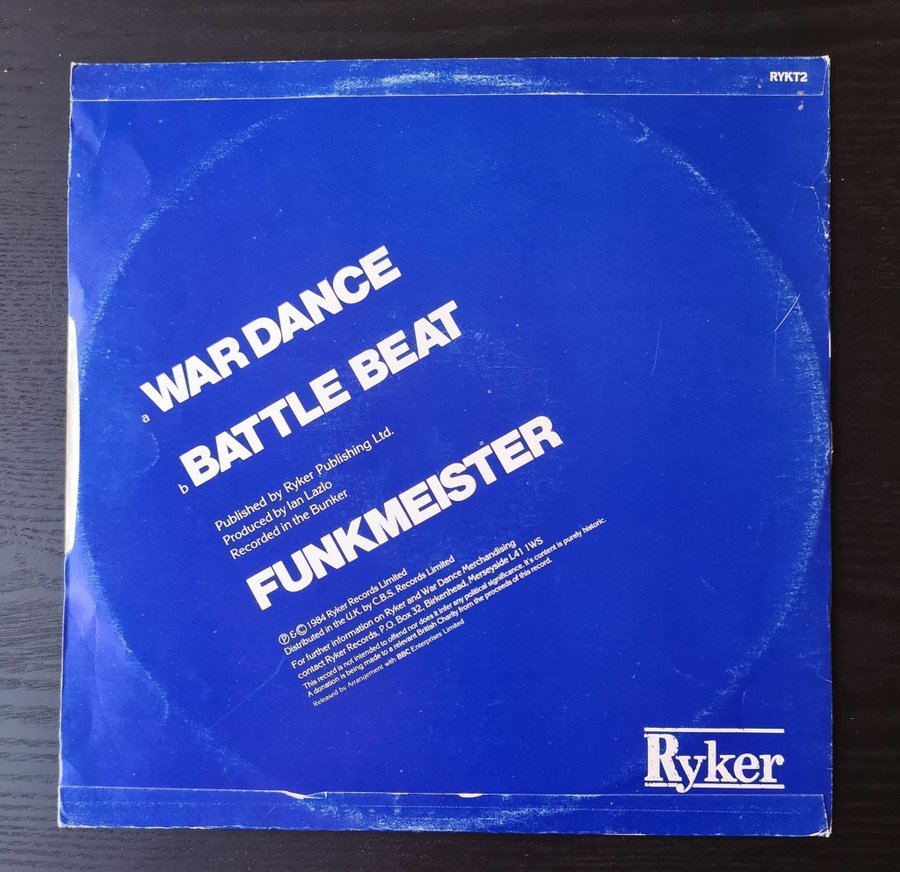 RYKT2
a WAR DANCE
b BATTLE BEAT
Published by Ryker Publishing Ltd.
Produced by Ian Lazlo
Recorded in the Bunker
FUNKMEISTER
Ⓟ&© 1984 Ryker Records Limited
Distributed in the U.K. by C.B.S. Records Limited
For further information on Ryker and War Dance Merchandising
contact Ryker Records, P.O. Box 32, Birkenhead, Merseyside L41 1WS
This record is not intended to offend nor does it infer any political significance. It's content is purely historic.
A donation is being made to a relevant British Charity from the proceeds of this record.
Released by Arrangement with BBC Enterprises Limited
Ryker